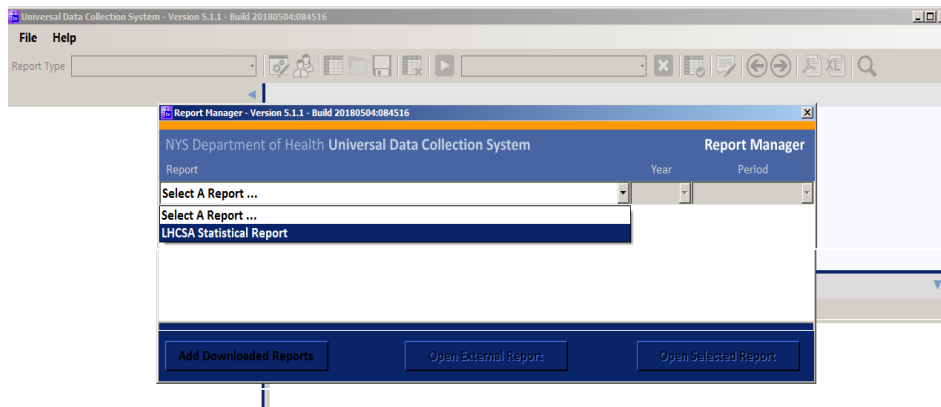 Universal Data Collection System - Version 5.1.1 - Build 20180504:084516
File Help
Report Type
Report Manager - Version 5.1.1 - Build 20180504:084516
NYS Department of Health Universal Data Collection System Report Manager
Report Year Period
Select A Report ...
Select A Report ...
LHCSA Statistical Report
Add Downloaded Reports Open External Report Open Selected Report